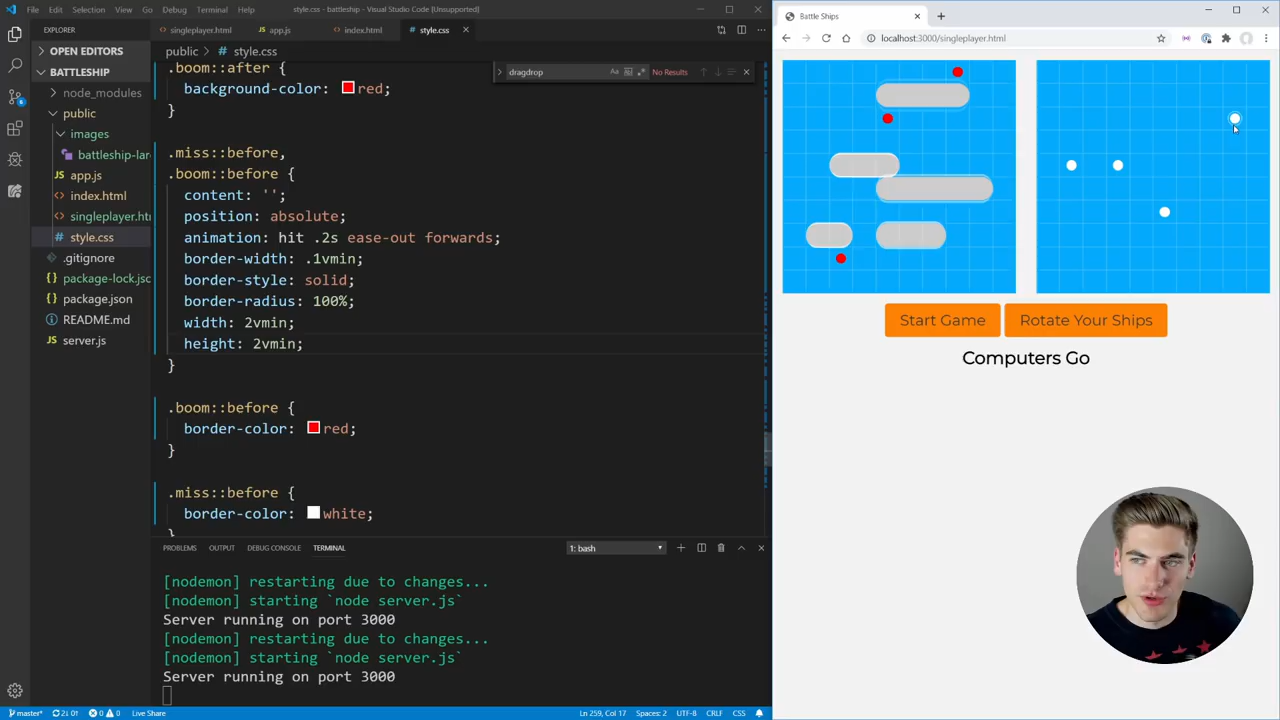 File Edit Selection View Go Debug Terminal Help
style.css - battleship - Visual Studio Code [Unsupported]
EXPLORER
OPEN EDITORS
BATTLESHIP
node_modules
public
images
battleship-lar
app.js
index.html
singleplayer.htm
style.css
.gitignore
package-lock.json
package.json
README.md
server.js
singleplayer.html
app.js
index.html
style.css
public > style.css
dragdrop
Aa
No Results
.boom::after {
background-color: red;
}
.miss::before,
.boom::before {
content: '';
position: absolute;
animation: hit .2s ease-out forwards;
border-width: .1vmin;
border-style: solid;
border-radius: 100%;
width: 2vmin;
height: 2vmin;
}
.boom::before {
border-color: red;
}
.miss::before {
border-color: white;
}
PROBLEMS OUTPUT DEBUG CONSOLE TERMINAL
1: bash
[nodemon] restarting due to changes...
[nodemon] starting `node server.js`
Server running on port 3000
[nodemon] restarting due to changes...
[nodemon] starting `node server.js`
Server running on port 3000
master*
2↓ 0↑
0 0
Live Share
Ln 259, Col 17
Spaces: 2
UTF-8
CRLF
CSS
Battle Ships
localhost:3000/singleplayer.html
Start Game
Rotate Your Ships
Computers Go